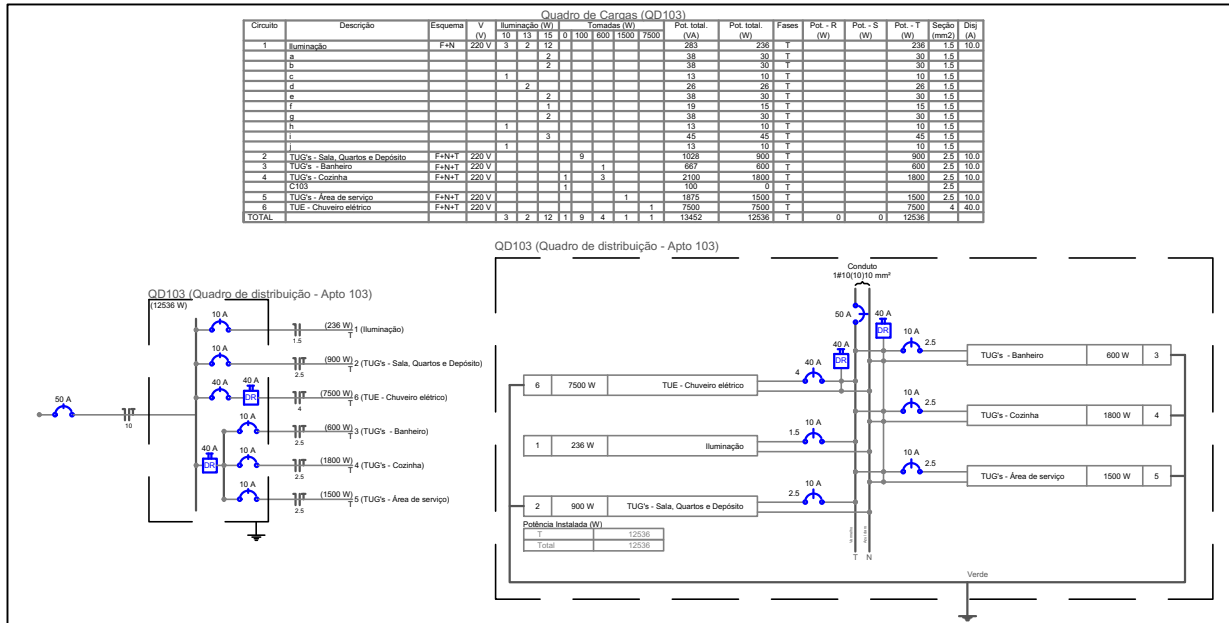 Quadro de Cargas (QD103)
Circuito Descrição Esquema V Iluminação (W) Tomadas (W) Pot. total. Pot. total. Fases Pot. - R Pot. - S Pot. - T Seção Disj
(V) 10 13 15 0 100 600 1500 7500 (VA) (W) (W) (W) (W) (mm2) (A)
1 Iluminação F+N 220 V 3 2 12 283 236 T 236 1.5 10.0
a 2 38 30 T 30 1.5
b 2 38 30 T 30 1.5
c 1 13 10 T 10 1.5
d 2 26 26 T 26 1.5
e 2 38 30 T 30 1.5
f 1 19 15 T 15 1.5
g 2 38 30 T 30 1.5
h 1 13 10 T 10 1.5
i 3 45 45 T 45 1.5
j 1 13 10 T 10 1.5
2 TUG's - Sala, Quartos e Depósito F+N+T 220 V 9 1028 900 T 900 2.5 10.0
3 TUG's - Banheiro F+N+T 220 V 1 667 600 T 600 2.5 10.0
4 TUG's - Cozinha F+N+T 220 V 1 3 2100 1800 T 1800 2.5 10.0
C103 1 100 0 T 2.5
5 TUG's - Área de serviço F+N+T 220 V 1 1875 1500 T 1500 2.5 10.0
6 TUE - Chuveiro elétrico F+N+T 220 V 1 7500 7500 T 7500 4 40.0
TOTAL 3 2 12 1 9 4 1 1 13452 12536 T 0 0 12536
QD103 (Quadro de distribuição - Apto 103)
(12536 W)
50 A
10
10 A
1.5
(236 W)
T
1 (Iluminação)
10 A
2.5
(900 W)
T
2 (TUG's - Sala, Quartos e Depósito)
40 A
40 A
DR
4
(7500 W)
T
6 (TUE - Chuveiro elétrico)
40 A
DR
10 A
2.5
(600 W)
T
3 (TUG's - Banheiro)
10 A
2.5
(1800 W)
T
4 (TUG's - Cozinha)
10 A
2.5
(1500 W)
T
5 (TUG's - Área de serviço)
QD103 (Quadro de distribuição - Apto 103)
Conduto
1#10(10)10 mm²
50 A
40 A
DR
40 A
DR
6 7500 W TUE - Chuveiro elétrico
4
40 A
1 236 W Iluminação
1.5
10 A
2 900 W TUG's - Sala, Quartos e Depósito
2.5
10 A
10 A
2.5
TUG's - Banheiro 600 W 3
10 A
2.5
TUG's - Cozinha 1800 W 4
10 A
2.5
TUG's - Área de serviço 1500 W 5
Potência Instalada (W)
T 12536
Total 12536
T N
Verde